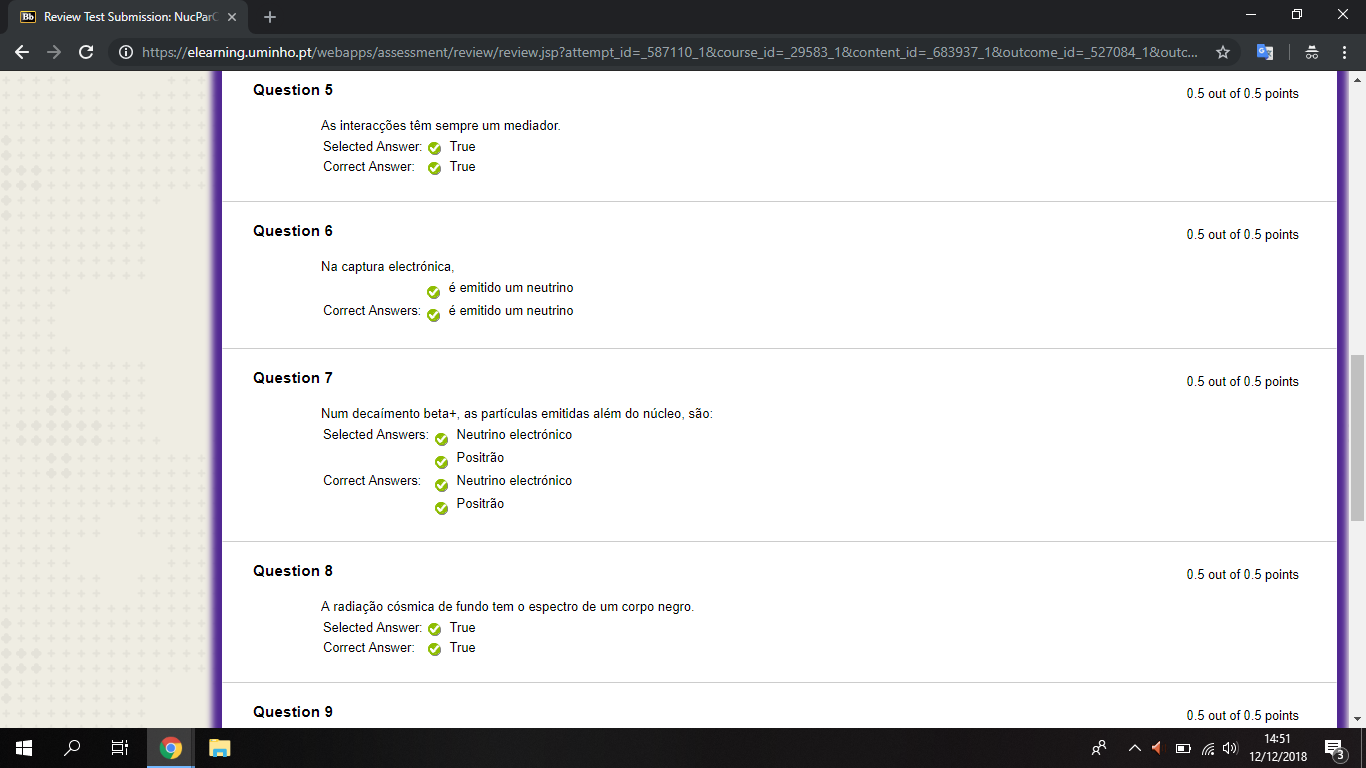 Bb Review Test Submission: NucParC
https://elearning.uminho.pt/webapps/assessment/review/review.jsp?attempt_id=_587110_1&course_id=_29583_1&content_id=_683937_1&outcome_id=_527084_1&outc...
Question 5
0.5 out of 0.5 points
As interacções têm sempre um mediador.
Selected Answer: True
Correct Answer: True
Question 6
0.5 out of 0.5 points
Na captura electrónica,
é emitido um neutrino
Correct Answers: é emitido um neutrino
Question 7
0.5 out of 0.5 points
Num decaímento beta+, as partículas emitidas além do núcleo, são:
Selected Answers: Neutrino electrónico
Positrão
Correct Answers: Neutrino electrónico
Positrão
Question 8
0.5 out of 0.5 points
A radiação cósmica de fundo tem o espectro de um corpo negro.
Selected Answer: True
Correct Answer: True
Question 9
0.5 out of 0.5 points
14:51
12/12/2018
3